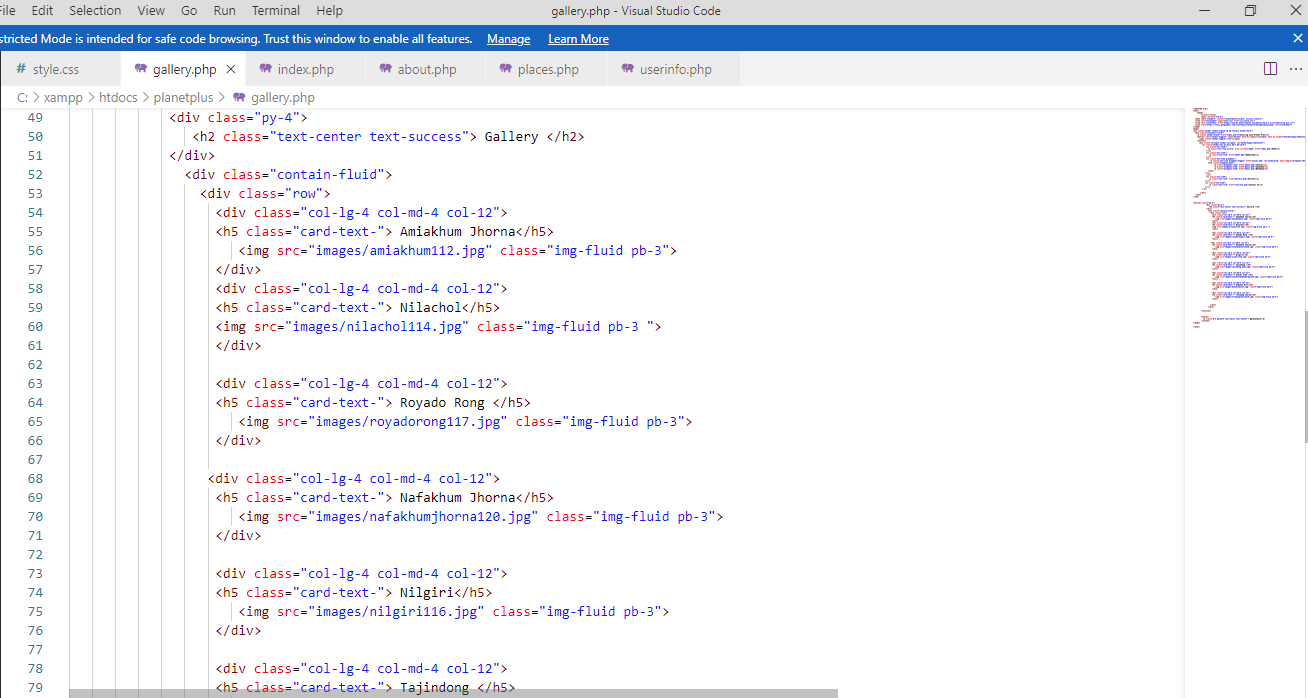 File Edit Selection View Go Run Terminal Help gallery.php - Visual Studio Code
stricted Mode is intended for safe code browsing. Trust this window to enable all features. Manage Learn More
# style.css gallery.php index.php about.php places.php userinfo.php
C: > xampp > htdocs > planetplus > gallery.php
49 <div class="py-4">
50 <h2 class="text-center text-success"> Gallery </h2>
51 </div>
52 <div class="contain-fluid">
53 <div class="row">
54 <div class="col-lg-4 col-md-4 col-12">
55 <h5 class="card-text-"> Amiakhum Jhorna</h5>
56 <img src="images/amiakhum112.jpg" class="img-fluid pb-3">
57 </div>
58 <div class="col-lg-4 col-md-4 col-12">
59 <h5 class="card-text-"> Nilachol</h5>
60 <img src="images/nilachol114.jpg" class="img-fluid pb-3 ">
61 </div>
62
63 <div class="col-lg-4 col-md-4 col-12">
64 <h5 class="card-text-"> Royado Rong </h5>
65 <img src="images/royadorong117.jpg" class="img-fluid pb-3">
66 </div>
67
68 <div class="col-lg-4 col-md-4 col-12">
69 <h5 class="card-text-"> Nafakhum Jhorna</h5>
70 <img src="images/nafakhumjhorna120.jpg" class="img-fluid pb-3">
71 </div>
72
73 <div class="col-lg-4 col-md-4 col-12">
74 <h5 class="card-text-"> Nilgiri</h5>
75 <img src="images/nilgiri116.jpg" class="img-fluid pb-3">
76 </div>
77
78 <div class="col-lg-4 col-md-4 col-12">
79 <h5 class="card-text-"> Tajindong </h5>